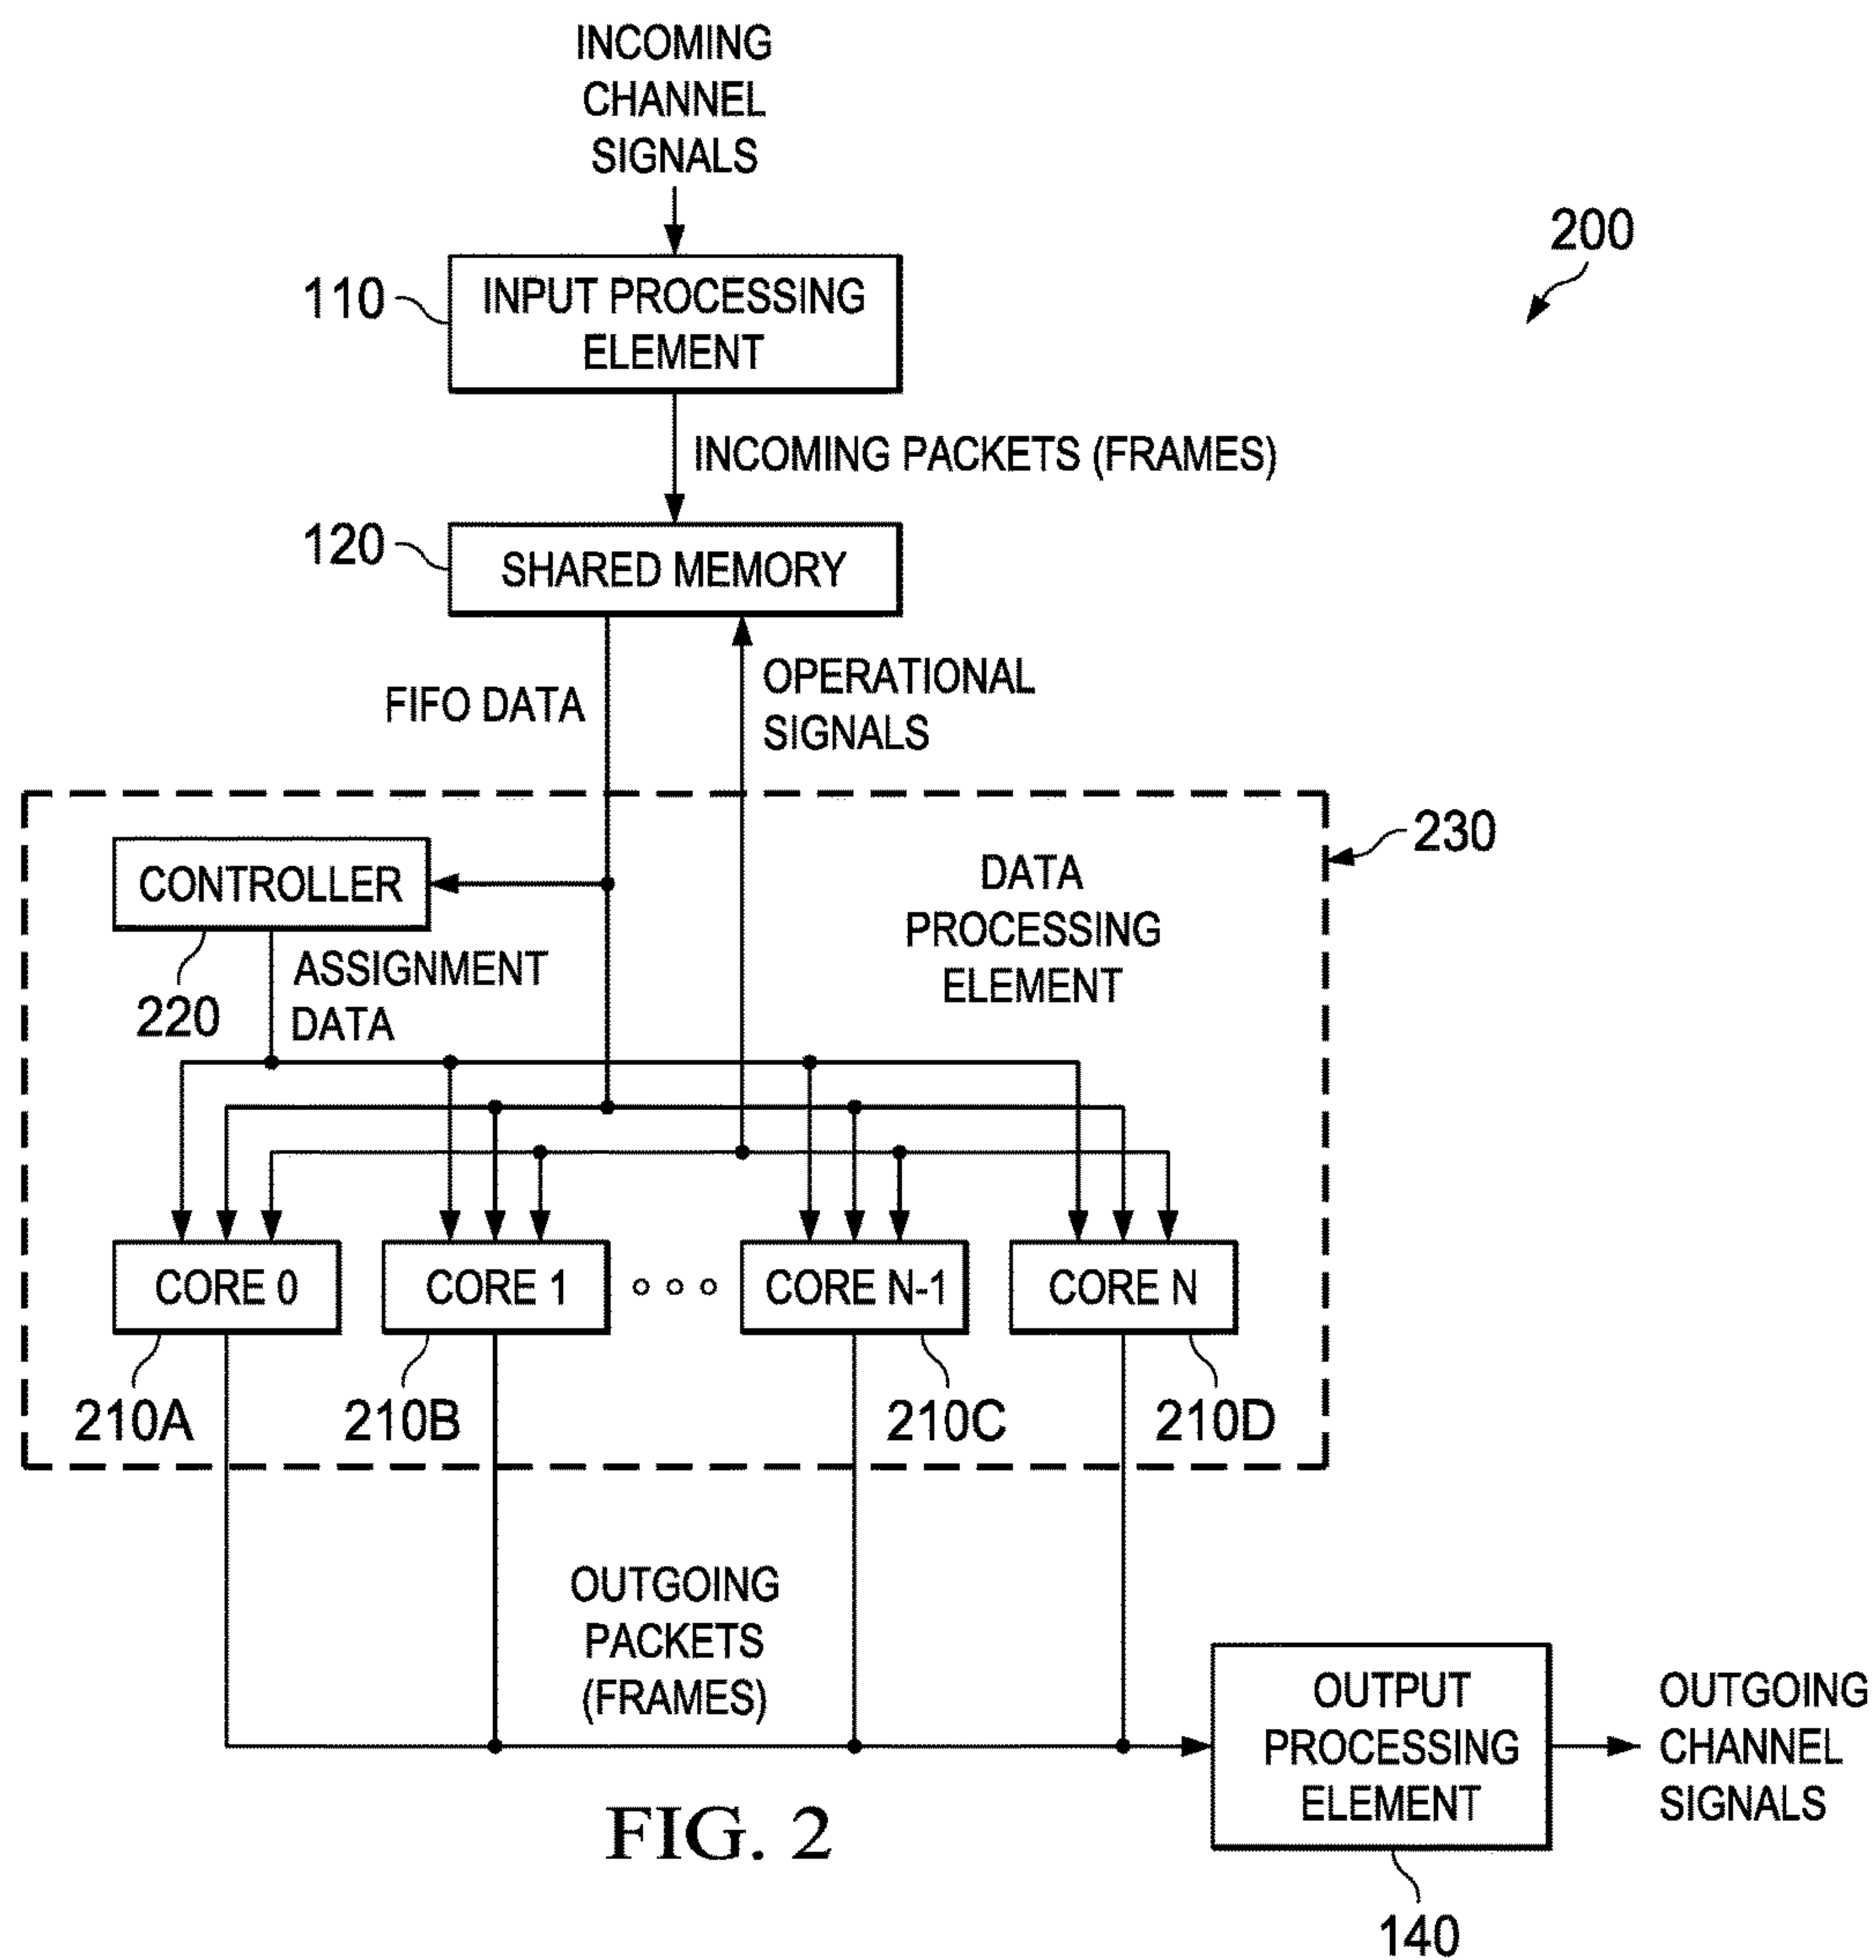 INCOMING
CHANNEL
SIGNALS
200
110
INPUT PROCESSING
ELEMENT
INCOMING PACKETS (FRAMES)
120
SHARED MEMORY
FIFO DATA
OPERATIONAL
SIGNALS
230
CONTROLLER
DATA
PROCESSING
ELEMENT
220
ASSIGNMENT
DATA
CORE 0
CORE 1
CORE N-1
CORE N
210A
210B
210C
210D
OUTGOING
PACKETS
(FRAMES)
OUTPUT
PROCESSING
ELEMENT
OUTGOING
CHANNEL
SIGNALS
140
FIG. 2